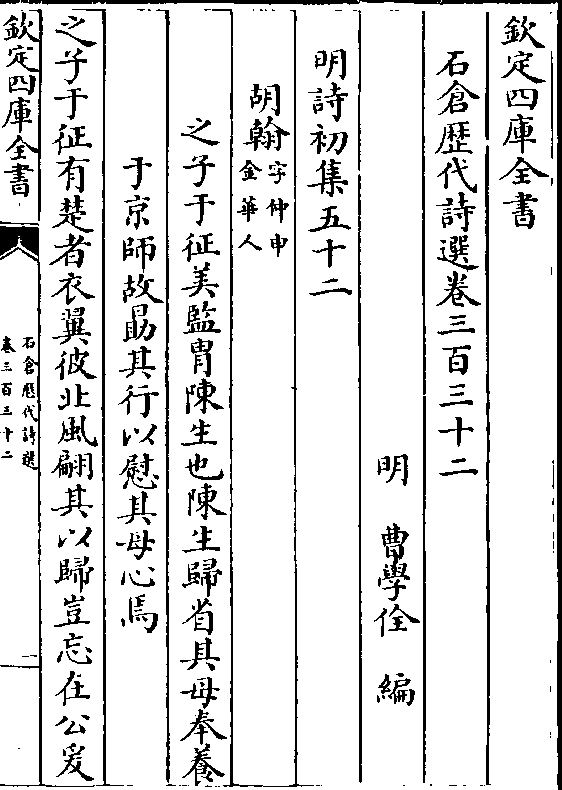 欽定四庫全書
石倉歴代詩選卷三百三十二
明 曹學佺 編
明詩初集五十二
胡翰字仲申金華人
之子于征美監胄陳生也陳生歸省其母奉養
于京師故勗其行以慰其母心焉
之子于征有楚者衣翼彼北風翩其以歸豈忘在公爰
欽定四庫全書
石倉歴代詩選
卷三百三十二
一